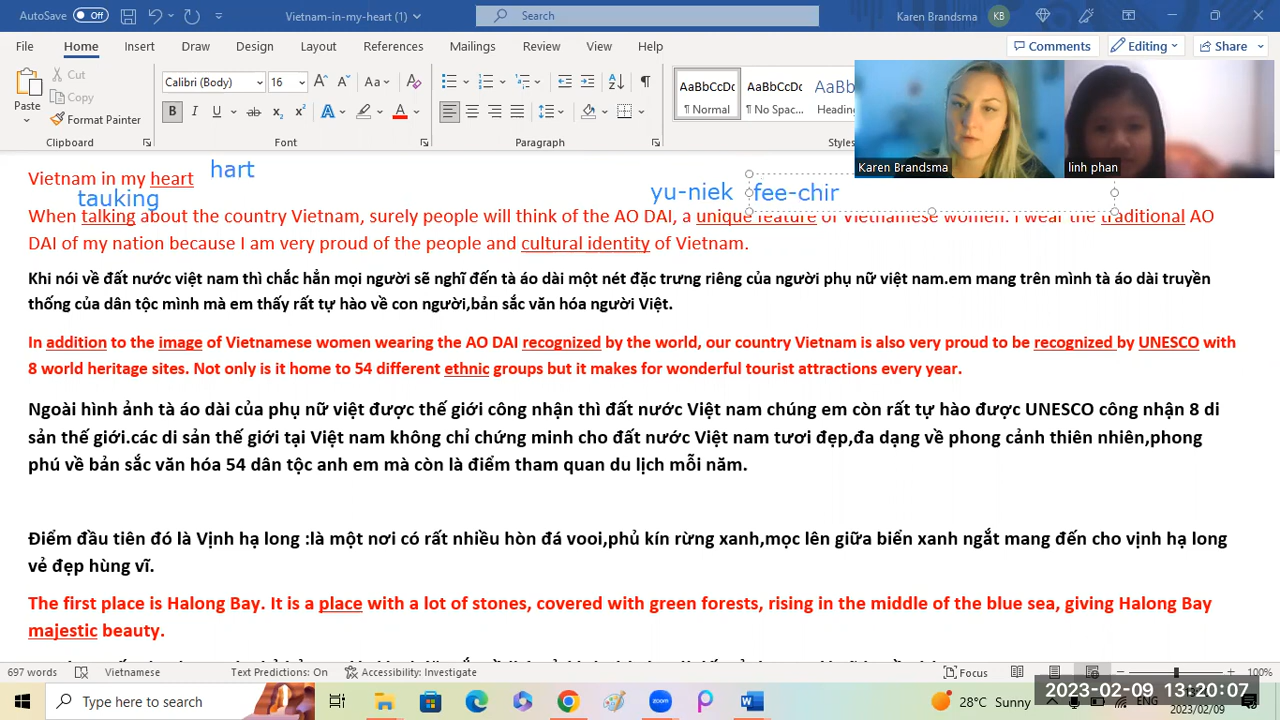 AutoSave Off Vietnam-in-my-heart (1) Search Karen Brandsma KB
File Home Insert Draw Design Layout References Mailings Review View Help Comments Editing Share
Paste Cut Copy Format Painter Calibri (Body) 16 AaBbCcDc AaBbCcDc AaBbC
Normal No Spac... Heading
Clipboard Font Paragraph Styles
Karen Brandsma linh phan
Vietnam in my heart hart
tauking yu-niek fee-chir
When talking about the country Vietnam, surely people will think of the AO DAI, a unique feature of Vietnamese women. I wear the traditional AO
DAI of my nation because I am very proud of the people and cultural identity of Vietnam.
Khi nói về đất nước việt nam thì chắc hẳn mọi người sẽ nghĩ đến tà áo dài một nét đặc trưng riêng của người phụ nữ việt nam.em mang trên mình tà áo dài truyền
thống của dân tộc mình mà em thấy rất tự hào về con người,bản sắc văn hóa người Việt.
In addition to the image of Vietnamese women wearing the AO DAI recognized by the world, our country Vietnam is also very proud to be recognized by UNESCO with
8 world heritage sites. Not only is it home to 54 different ethnic groups but it makes for wonderful tourist attractions every year.
Ngoài hình ảnh tà áo dài của phụ nữ việt được thế giới công nhận thì đất nước Việt nam chúng em còn rất tự hào được UNESCO công nhận 8 di
sản thế giới.các di sản thế giới tại Việt nam không chỉ chứng minh cho đất nước Việt nam tươi đẹp,đa dạng về phong cảnh thiên nhiên,phong
phú về bản sắc văn hóa 54 dân tộc anh em mà còn là điểm tham quan du lịch mỗi năm.
Điểm đầu tiên đó là Vịnh hạ long :là một nơi có rất nhiều hòn đá vooi,phủ kín rừng xanh,mọc lên giữa biển xanh ngắt mang đến cho vịnh hạ long
vẻ đẹp hùng vĩ.
The first place is Halong Bay. It is a place with a lot of stones, covered with green forests, rising in the middle of the blue sea, giving Halong Bay
majestic beauty.
697 words Vietnamese Text Predictions: On Accessibility: Investigate Focus 100%
Type here to search 28°C Sunny ENG
2023-02-09 13:20:07
2023/02/09